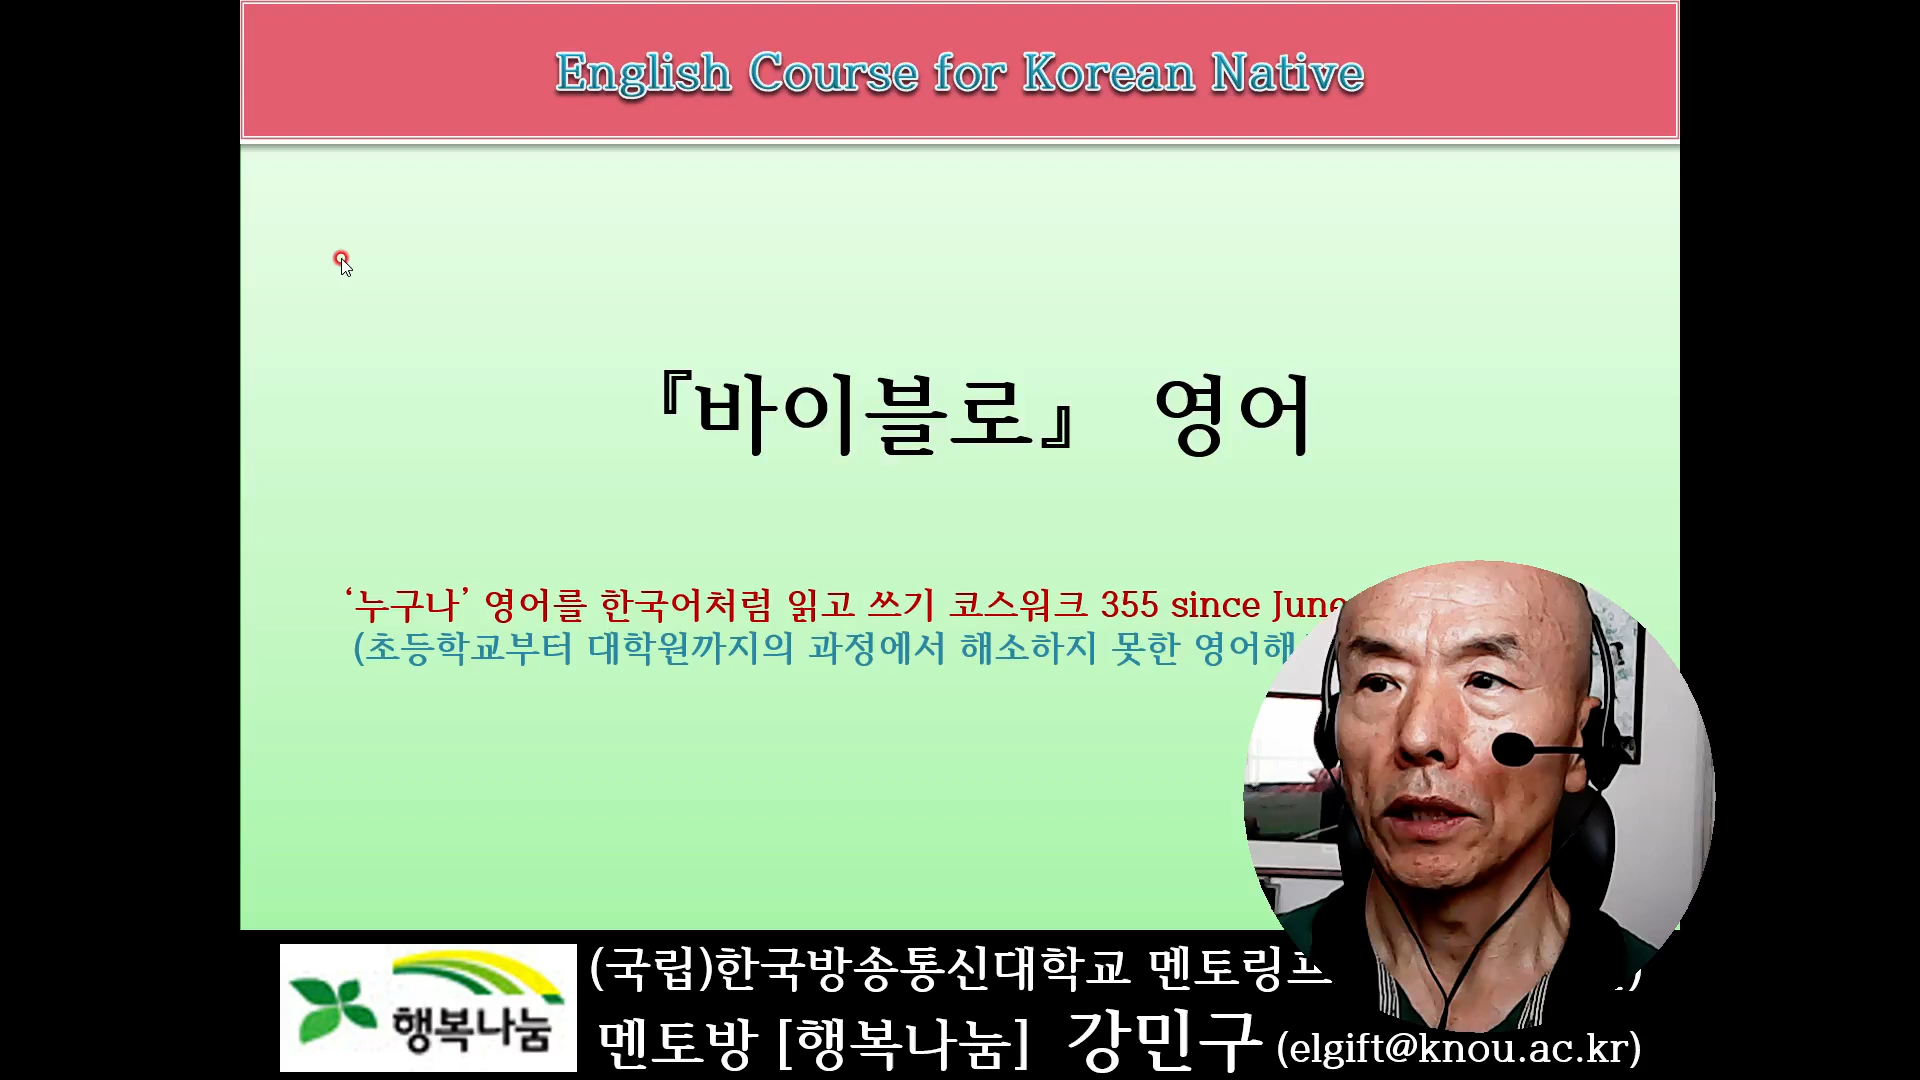 English Course for Korean Native
『바이블로』 영어
‘누구나’ 영어를 한국어처럼 읽고 쓰기 코스워크 355 since June
(초등학교부터 대학원까지의 과정에서 해소하지 못한 영어해
행복나눔
(국립)한국방송통신대학교
멘토방 [행복나눔] 강민구 (elgift@knou.ac.kr)